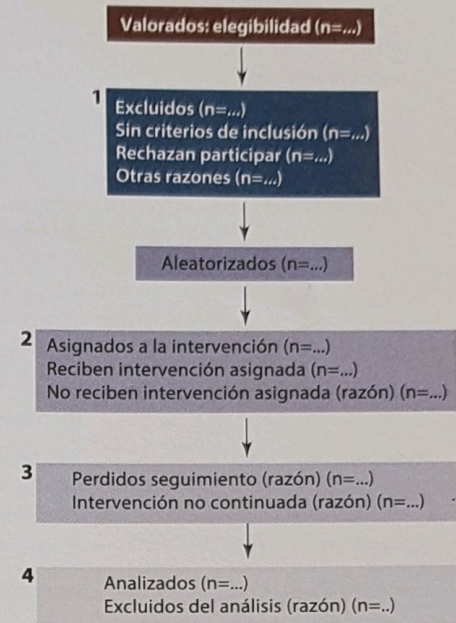 Valorados: elegibilidad (n=...)
1
Excluidos (n=...)
Sin criterios de inclusión (n=...)
Rechazan participar (n=...)
Otras razones (n=...)
Aleatorizados (n=...)
2
Asignados a la intervención (n=...)
Reciben intervención asignada (n=...)
No reciben intervención asignada (razón) (n=...)
3
Perdidos seguimiento (razón) (n=...)
Intervención no continuada (razón) (n=...)
4
Analizados (n=...)
Excluidos del análisis (razón) (n=..)